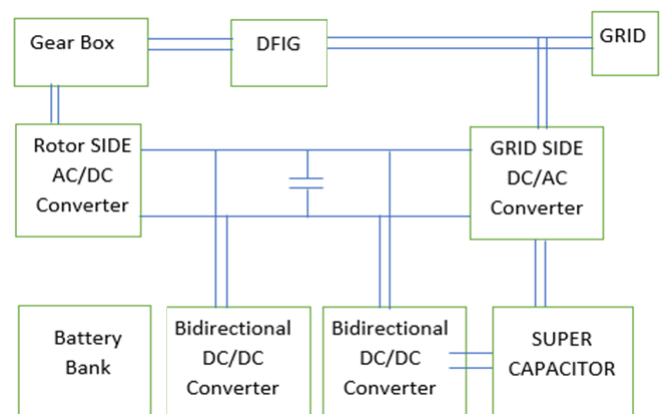 Gear Box
DFIG
GRID
Rotor SIDE
AC/DC
Converter
GRID SIDE
DC/AC
Converter
Battery
Bank
Bidirectional
DC/DC
Converter
Bidirectional
DC/DC
Converter
SUPER
CAPACITOR